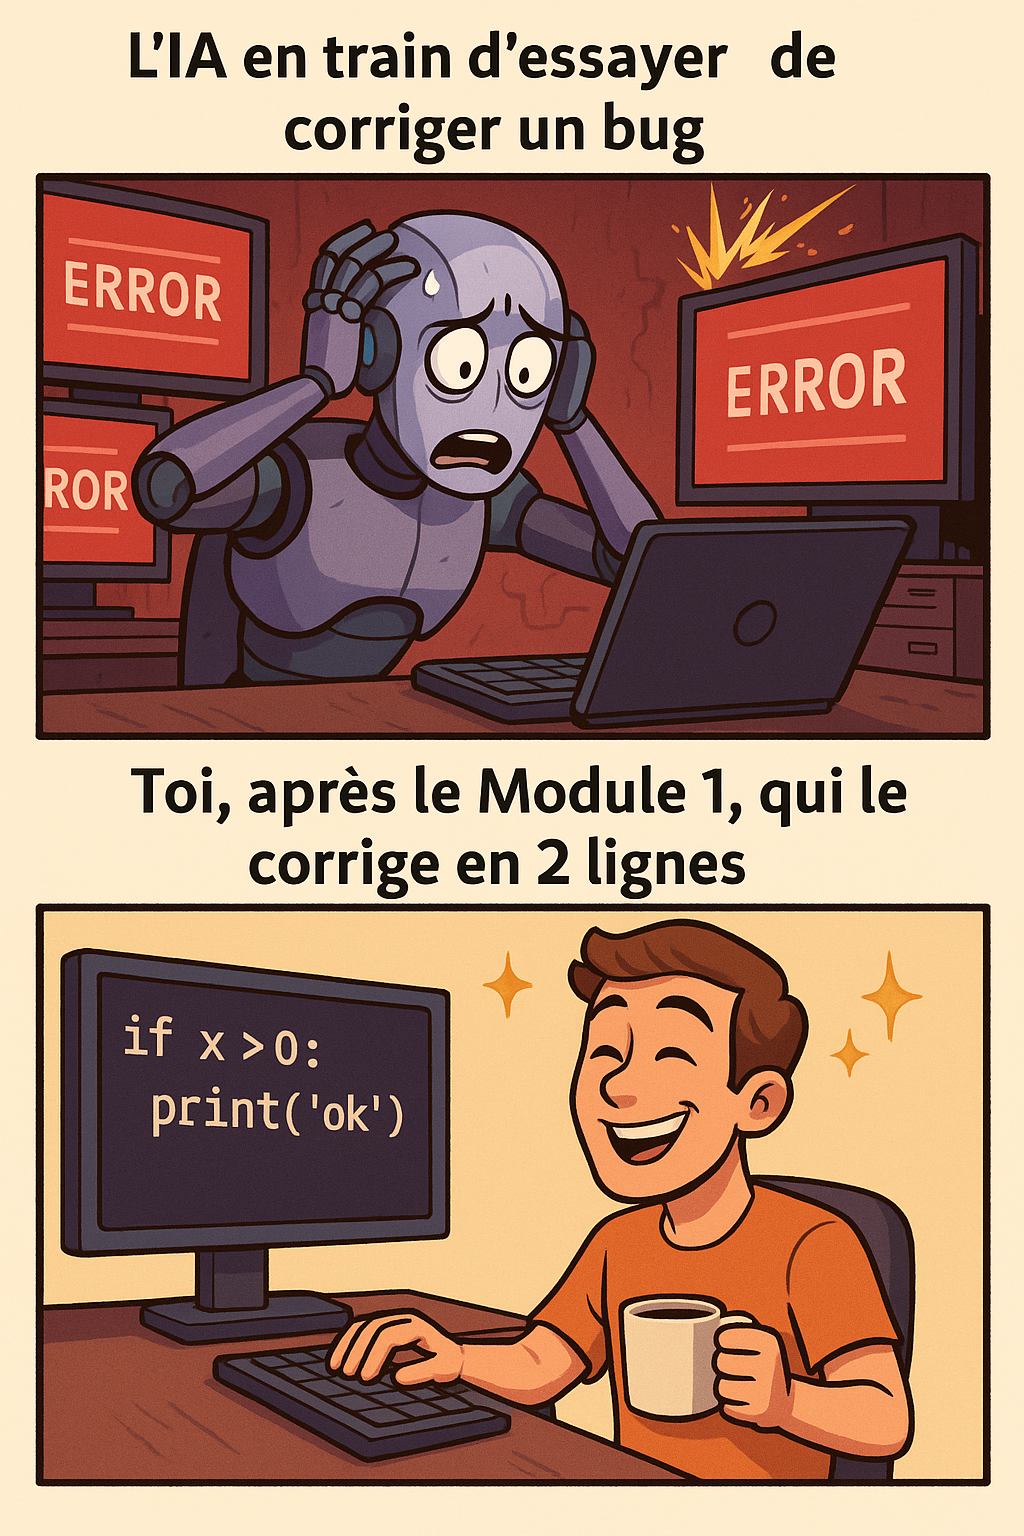 L'IA en train d'essayer de
corriger un bug
ERROR
ERROR
ROR
Toi, après le Module 1, qui le
corrige en 2 lignes
if x >0:
print('ok')